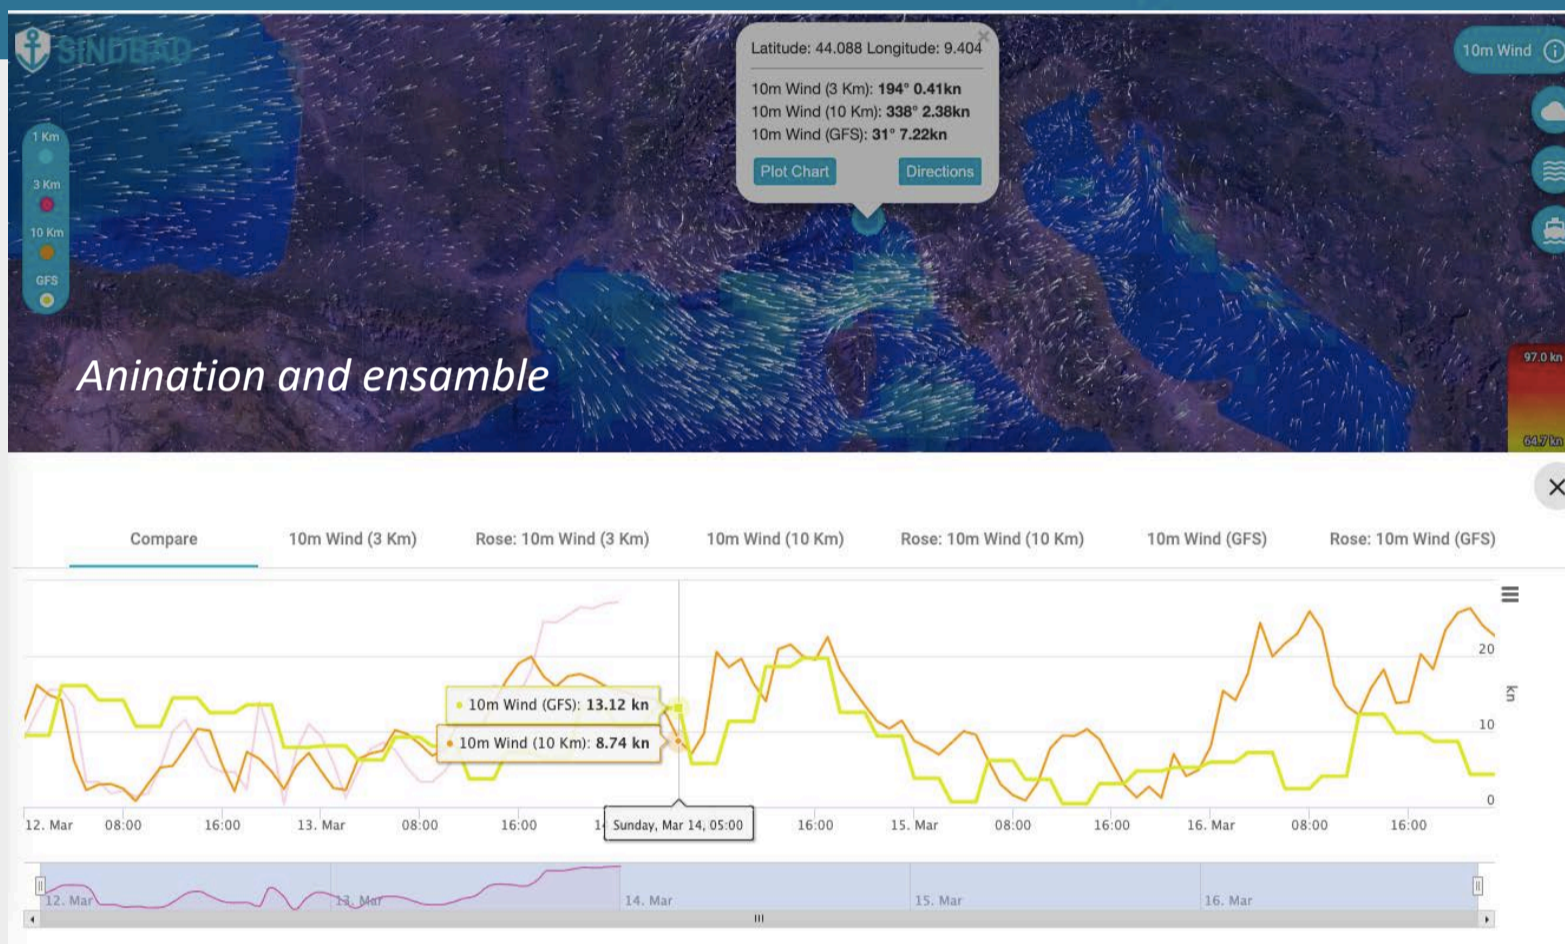 SINDBAD
Latitude: 44.088 Longitude: 9.404
10m Wind (3 Km): 194° 0.41kn
10m Wind (10 Km): 338° 2.38kn
10m Wind (GFS): 31° 7.22kn
Plot Chart Directions
10m Wind
1 Km
3 Km
10 Km
GFS
97.0 kn
64.7 kn
Anination and ensamble
Compare 10m Wind (3 Km) Rose: 10m Wind (3 Km) 10m Wind (10 Km) Rose: 10m Wind (10 Km) 10m Wind (GFS) Rose: 10m Wind (GFS)
20
kn
10
0
10m Wind (GFS): 13.12 kn
10m Wind (10 Km): 8.74 kn
12. Mar 08:00 16:00 13. Mar 08:00 16:00 Sunday, Mar 14, 05:00 16:00 15. Mar 08:00 16:00 16. Mar 08:00 16:00
12. Mar 13. Mar 14. Mar 15. Mar 16. Mar